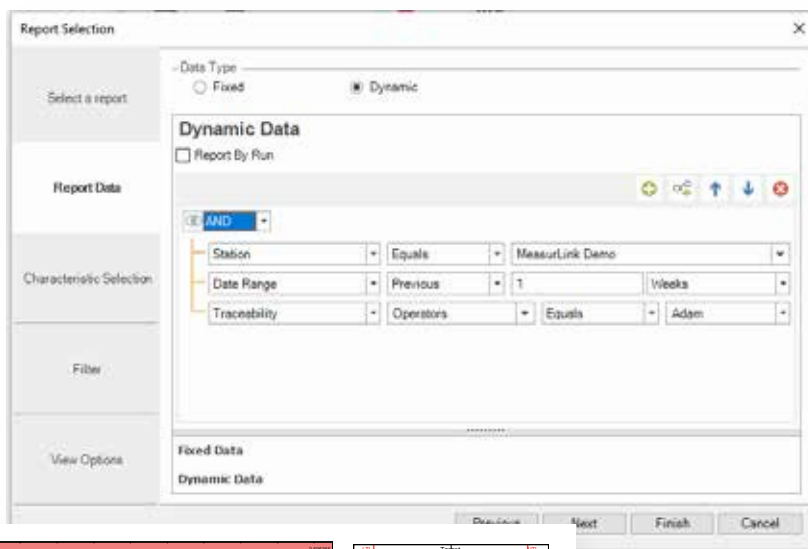 Report Selection
Data Type
Fixed Dynamic
Select a report
Dynamic Data
Report By Run
Report Data
AND
Station Equals MeasurLink Demo
Characteristic Selection
Date Range Previous 1 Weeks
Traceability Operators Equals Adam
Filter
View Options
Fixed Data
Dynamic Data
Previous Next Finish Cancel